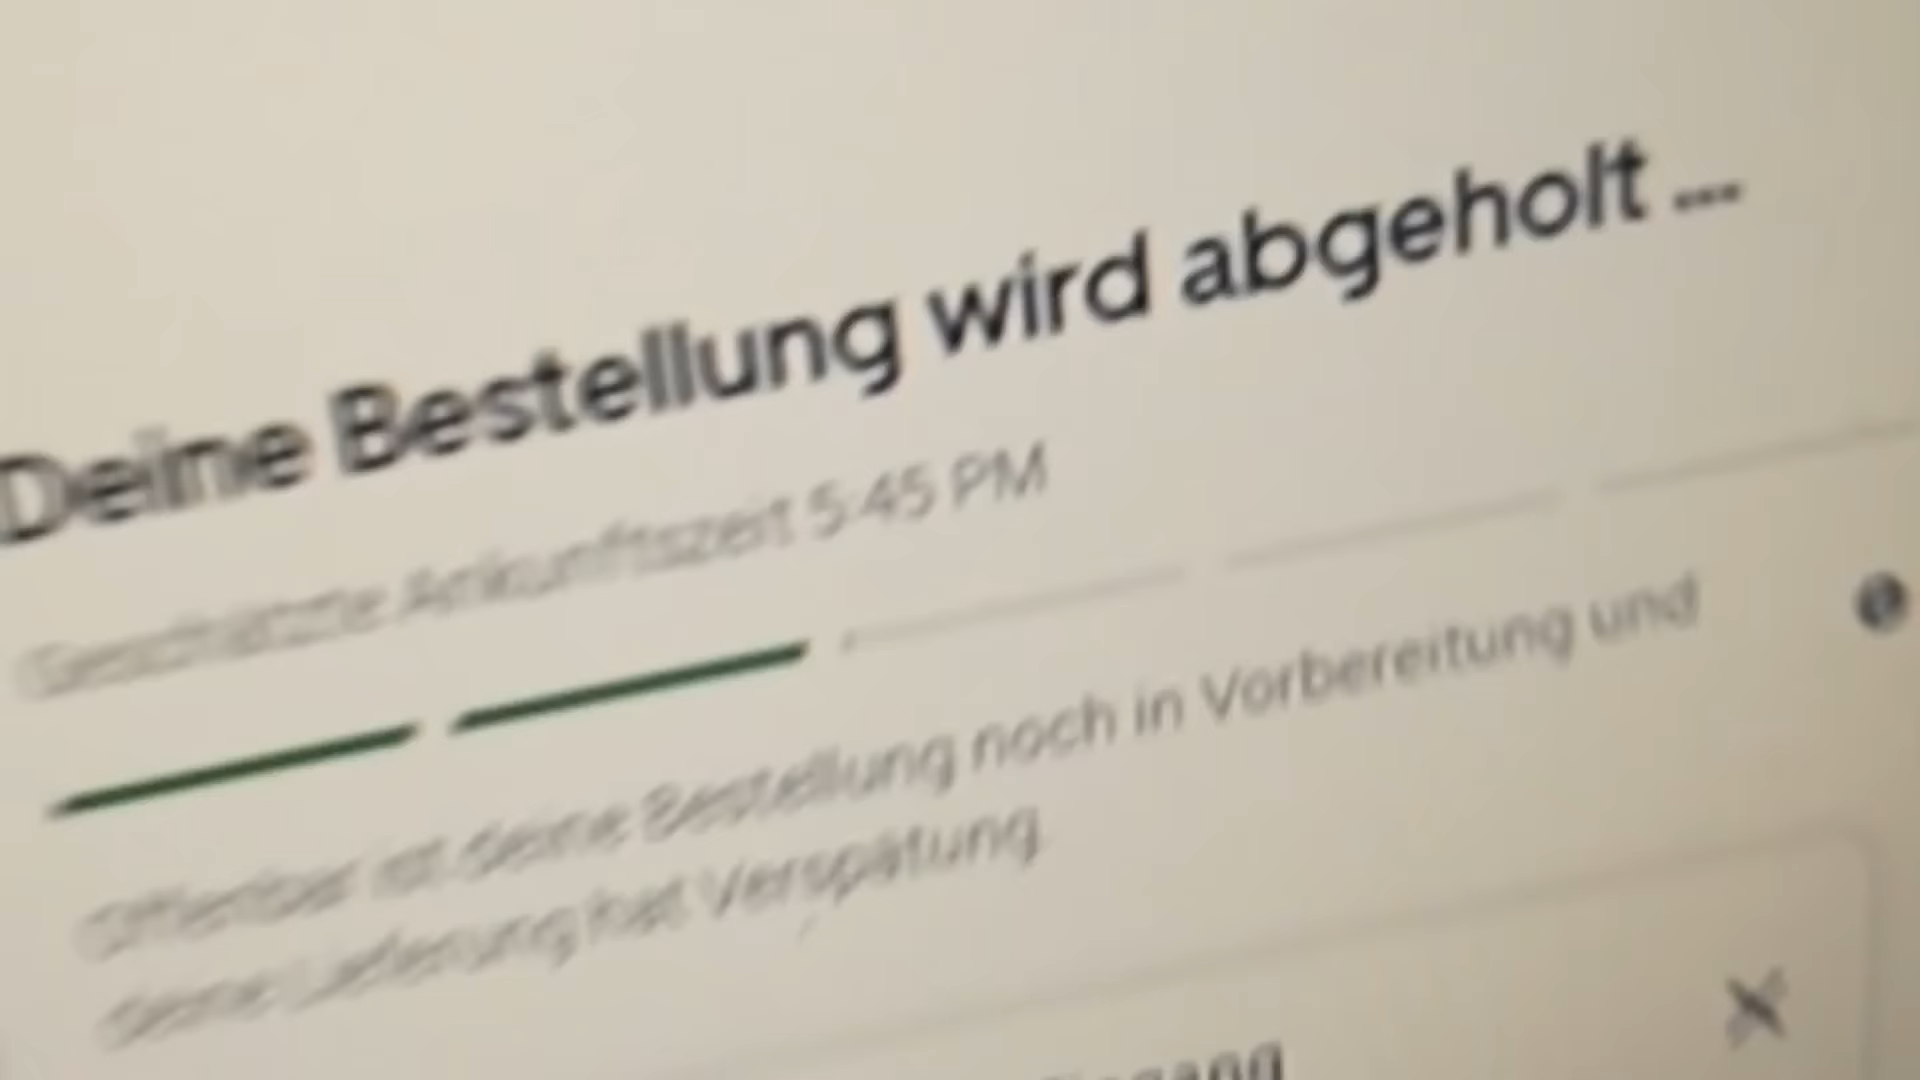 Deine Bestellung wird abgeholt ...
Geschätzte Ankunftszeit 5:45 PM
Offenbar ist deine Bestellung noch in Vorbereitung und
deine Lieferung hat Verspätung.